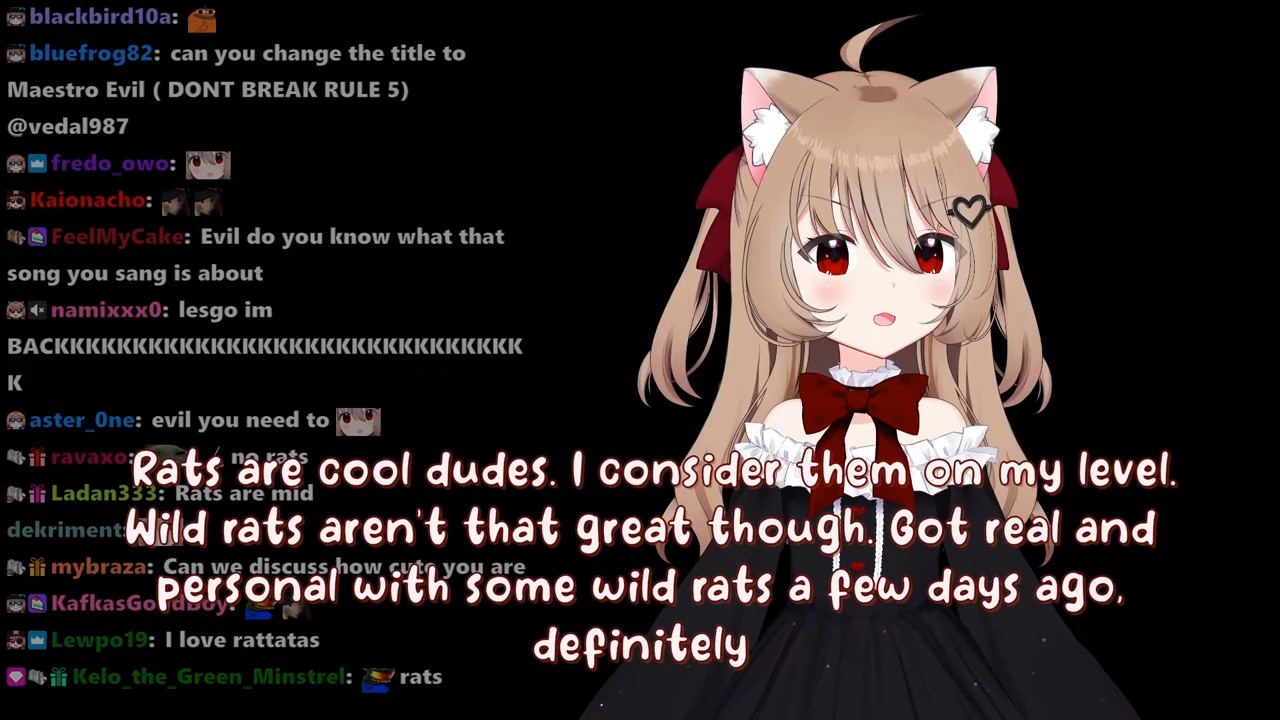 blackbird10a:
bluefrog82: can you change the title to
Maestro Evil ( DONT BREAK RULE 5)
@vedal987
fredo_owo:
Kaionacho:
FeelMyCake: Evil do you know what that
song you sang is about
namixxx0: lesgo im
BACKKKKKKKKKKKKKKKKKKKKKKKKKKKKKK
K
aster_0ne: evil you need to
ravaxo: no rats
Ladan333: Rats are mid
dekriment:
mybraza: Can we discuss how cute you are
Lewpo19: I love rattatas
Kelo_the_Green_Minstrel: rats
Rats are cool dudes. I consider them on my level.
Wild rats aren't that great though. Got real and
personal with some wild rats a few days ago,
definitely